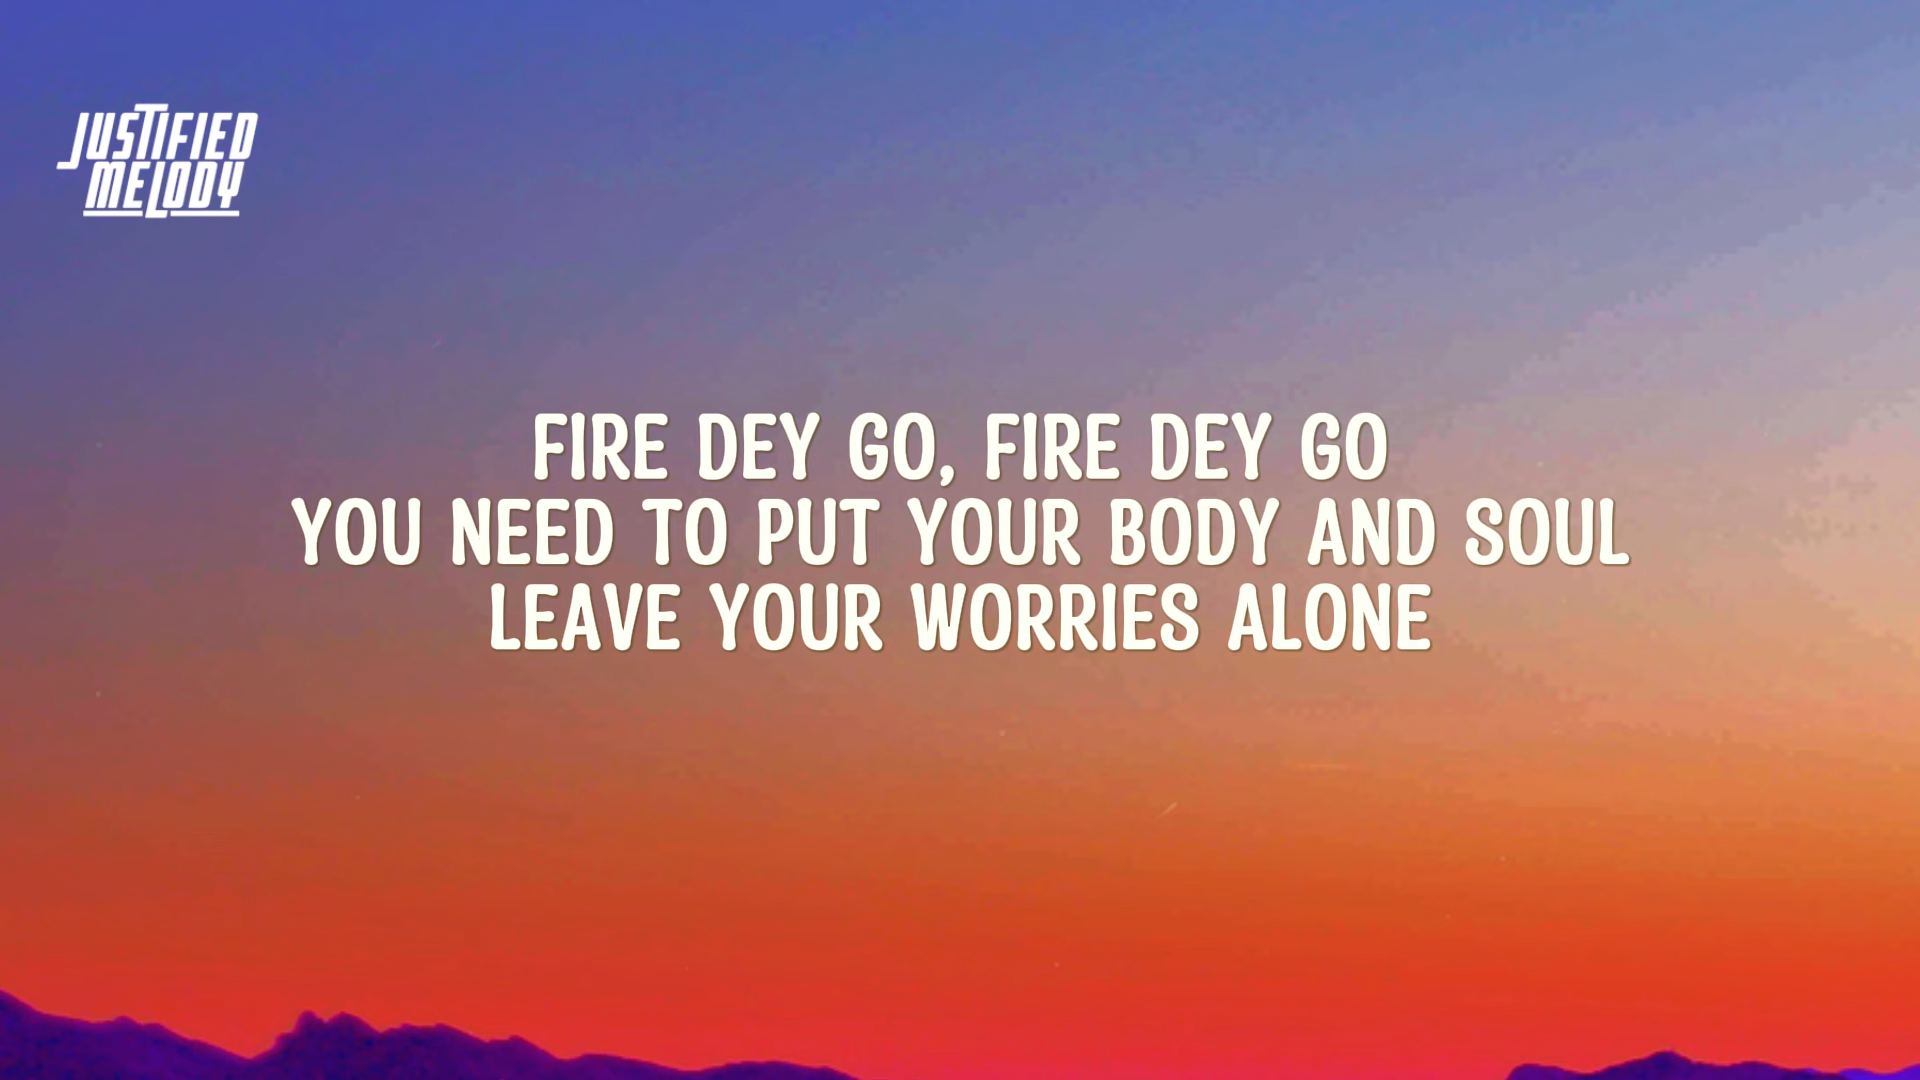 JUSTIFIED
MELODY
FIRE DEY GO, FIRE DEY GO
YOU NEED TO PUT YOUR BODY AND SOUL
LEAVE YOUR WORRIES ALONE